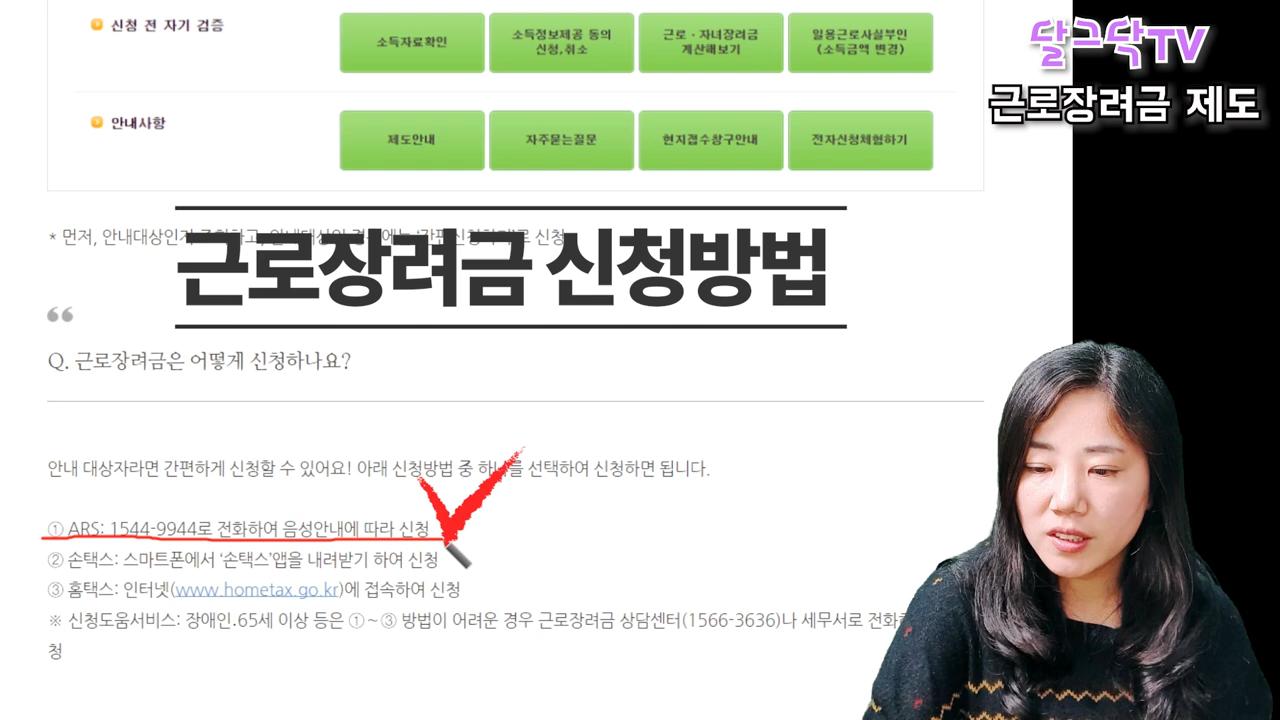 신청 전 자기 검증
소득자료확인
소득정보제공 동의
신청,취소
근로·자녀장려금
계산해보기
일용근로사실부인
(소득금액 변경)
안내사항
제도안내
자주묻는질문
현지접수창구안내
전자신청체험하기
달그닥TV
근로장려금 제도
* 먼저, 안내대상인지
신청
근로장려금 신청방법
“
Q. 근로장려금은 어떻게 신청하나요?
안내 대상자라면 간편하게 신청할 수 있어요! 아래 신청방법 중 하나를 선택하여 신청하면 됩니다.
① ARS: 1544-9944로 전화하여 음성안내에 따라 신청
② 손택스: 스마트폰에서 ‘손택스’앱을 내려받기 하여 신청
③ 홈택스: 인터넷(www.hometax.go.kr)에 접속하여 신청
※ 신청도움서비스: 장애인.65세 이상 등은 ①~③ 방법이 어려운 경우 근로장려금 상담센터(1566-3636)나 세무서로 전화
청